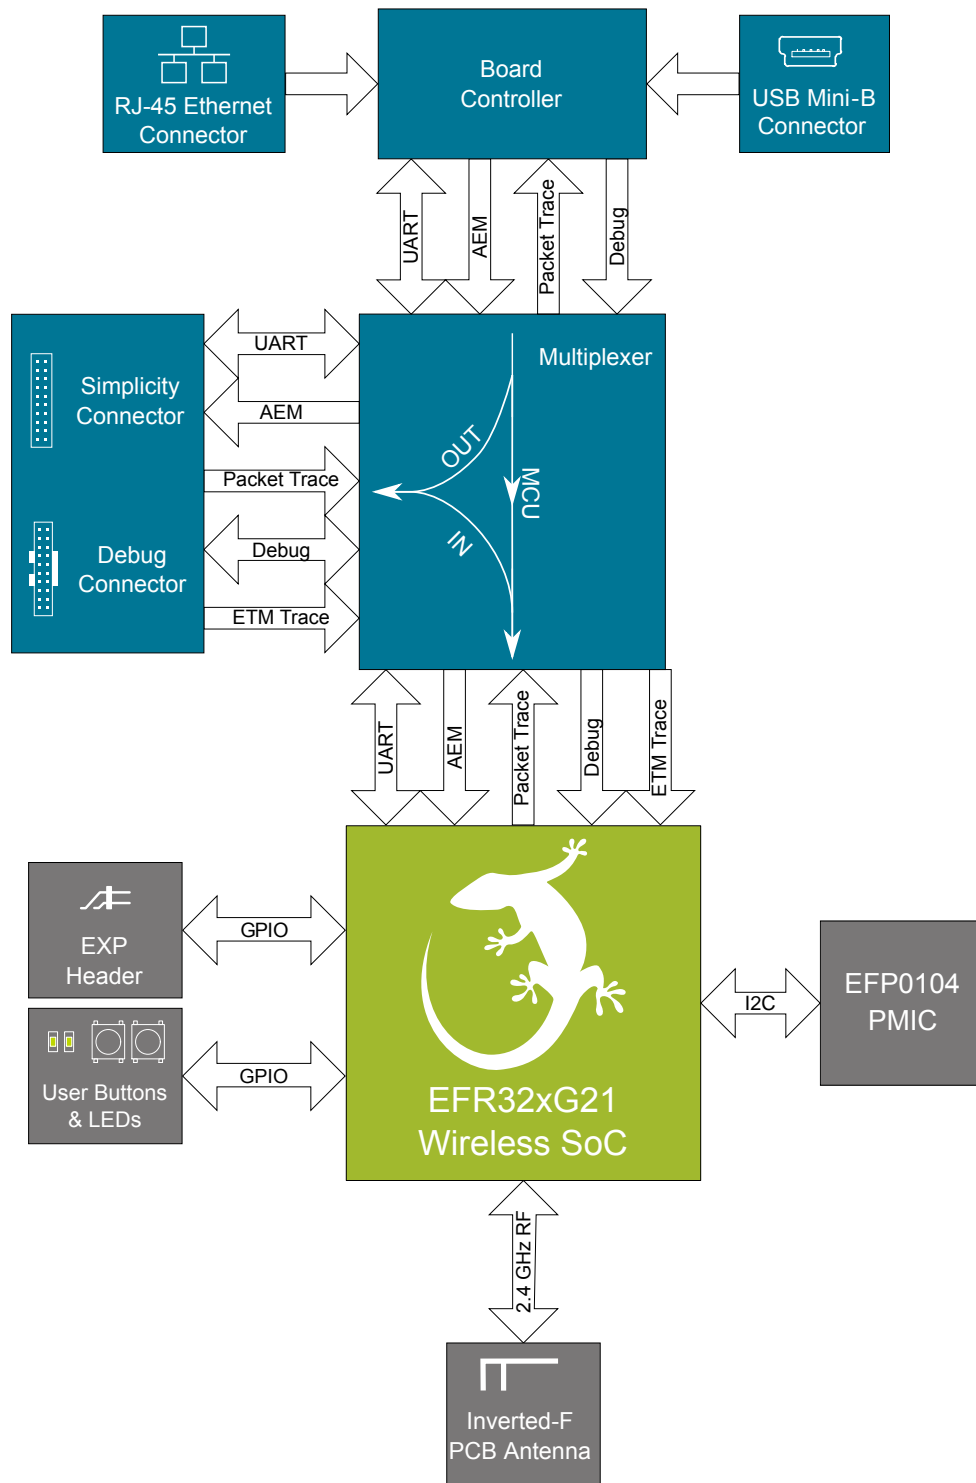 RJ-45 Ethernet
Connector
Board
Controller
USB Mini-B
Connector
UART
AEM
Packet Trace
Debug
Simplicity
Connector
Debug
Connector
UART
AEM
Packet Trace
Debug
ETM Trace
Multiplexer
OUT
MCU
IN
UART
AEM
Packet Trace
Debug
ETM Trace
EXP
Header
GPIO
User Buttons
& LEDs
GPIO
EFR32xG21
Wireless SoC
I2C
EFP0104
PMIC
2.4 GHz RF
Inverted-F
PCB Antenna